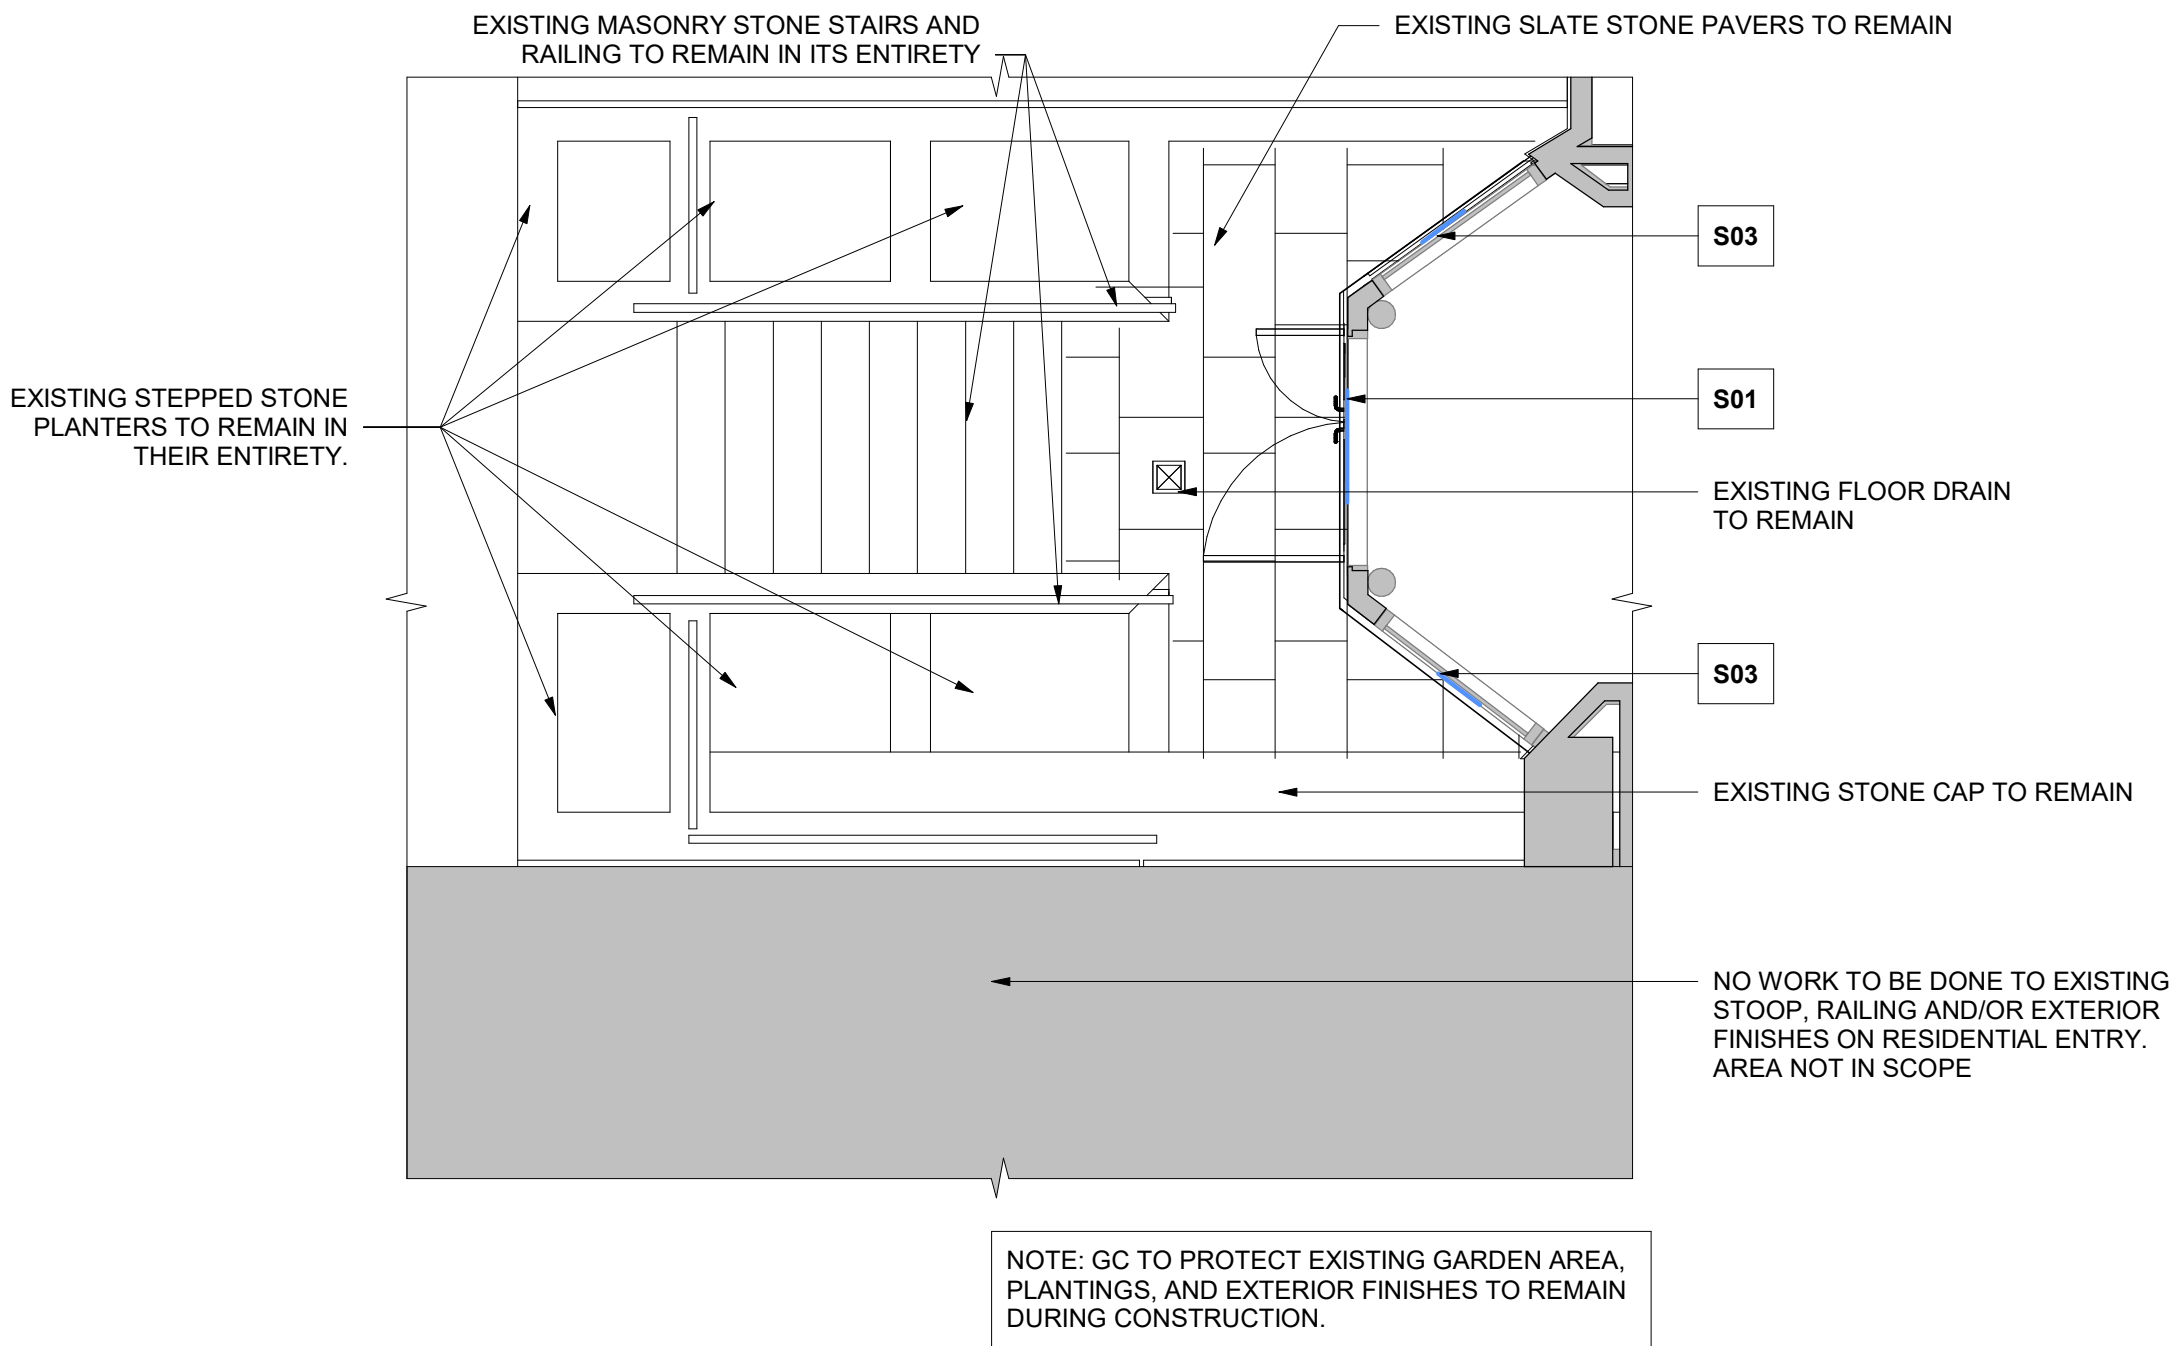 EXISTING MASONRY STONE STAIRS AND
RAILING TO REMAIN IN ITS ENTIRETY
EXISTING SLATE STONE PAVERS TO REMAIN
S03
EXISTING STEPPED STONE
PLANTERS TO REMAIN IN
THEIR ENTIRETY.
S01
EXISTING FLOOR DRAIN
TO REMAIN
S03
EXISTING STONE CAP TO REMAIN
NO WORK TO BE DONE TO EXISTING
STOOP, RAILING AND/OR EXTERIOR
FINISHES ON RESIDENTIAL ENTRY.
AREA NOT IN SCOPE
NOTE: GC TO PROTECT EXISTING GARDEN AREA,
PLANTINGS, AND EXTERIOR FINISHES TO REMAIN
DURING CONSTRUCTION.